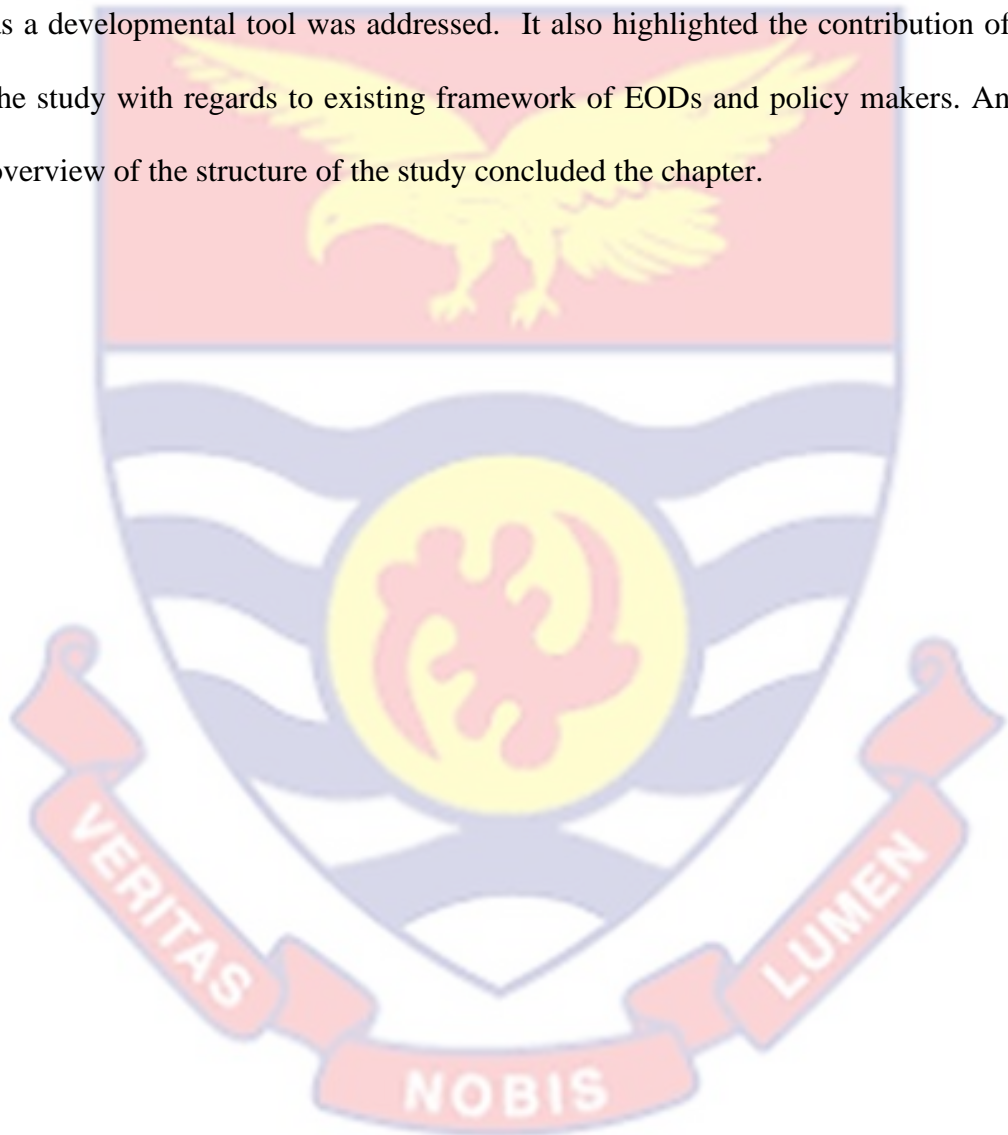 as a developmental tool was addressed. It also highlighted the contribution of
the study with regards to existing framework of EODs and policy makers. An
overview of the structure of the study concluded the chapter.
VERITAS
NOBIS
LUMEN